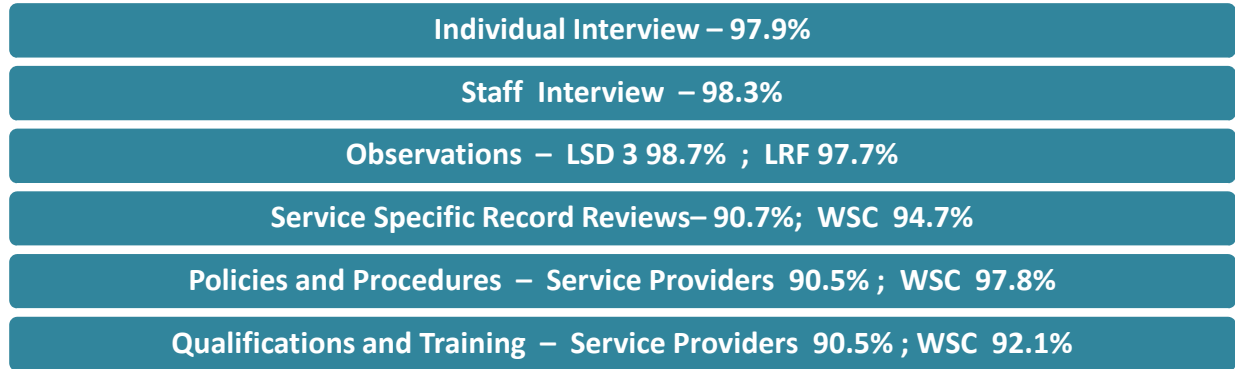 Individual Interview – 97.9%
Staff Interview – 98.3%
Observations – LSD 3 98.7% ; LRF 97.7%
Service Specific Record Reviews– 90.7%; WSC 94.7%
Policies and Procedures – Service Providers 90.5% ; WSC 97.8%
Qualifications and Training – Service Providers 90.5% ; WSC 92.1%